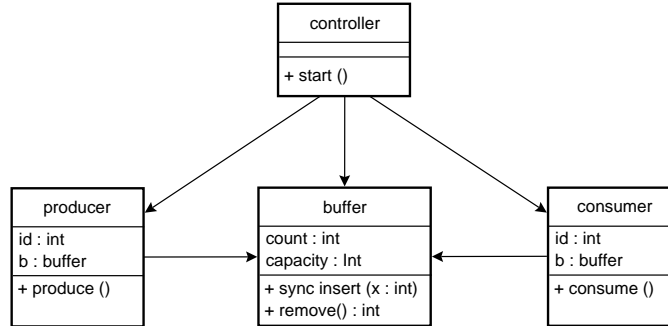 controller
+ start ()
producer
id : int
b : buffer
+ produce ()
buffer
count : int
capacity : Int
+ sync insert (x : int)
+ remove() : int
consumer
id : int
b : buffer
+ consume ()